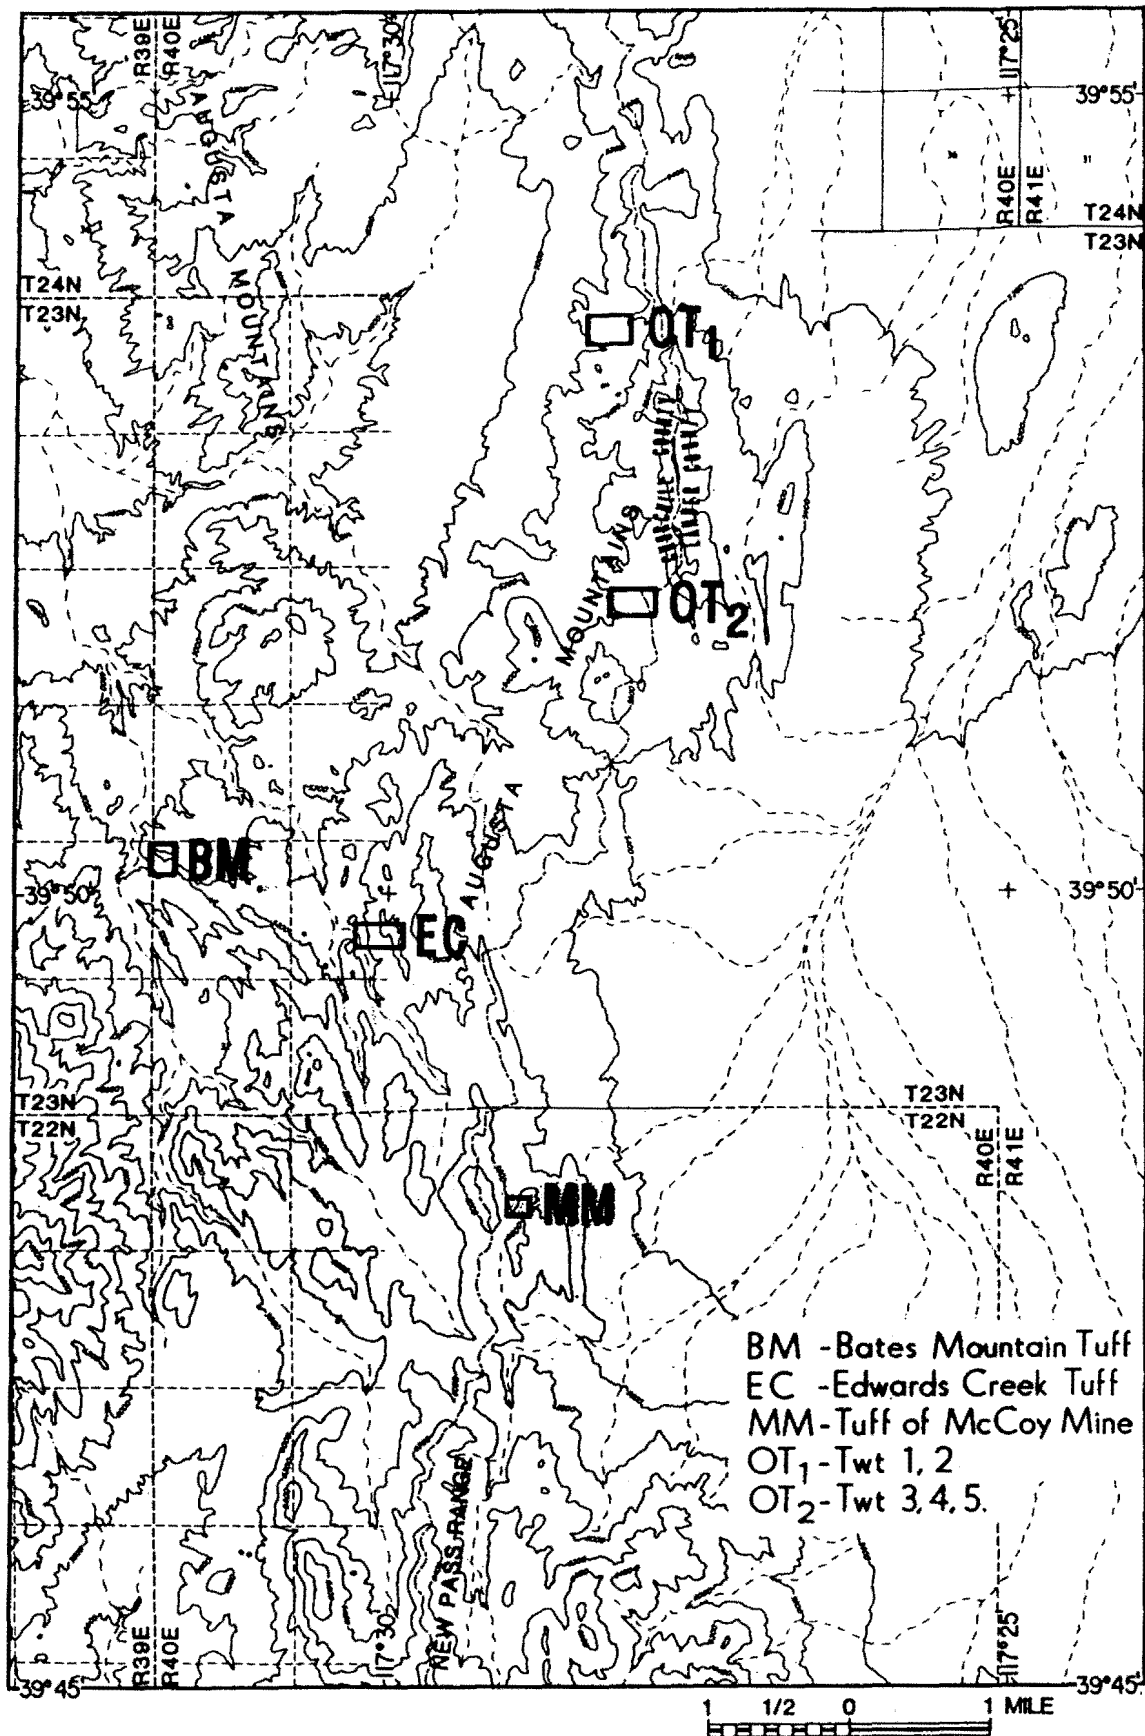 R39E
R40E
117°30'
117°25'
39°55'
39°55'
AUGUSTA
MOUNTAINS
R40E
R41E
T24N
T23N
T24N
T23N
OT1
CHURCHILL COUNTY
LANDER COUNTY
AUGUSTA MOUNTAINS
OT2
BM
39°50'
39°50'
EC
T23N
T22N
T23N
T22N
R40E
R41E
MM
BM -Bates Mountain Tuff
EC -Edwards Creek Tuff
MM-Tuff of McCoy Mine
OT1-Twt 1, 2
OT2-Twt 3, 4, 5.
NEW PASS RANGE
R39E
R40E
117°30
117°25
39°45
39°45
1 1/2 0 1 MILE